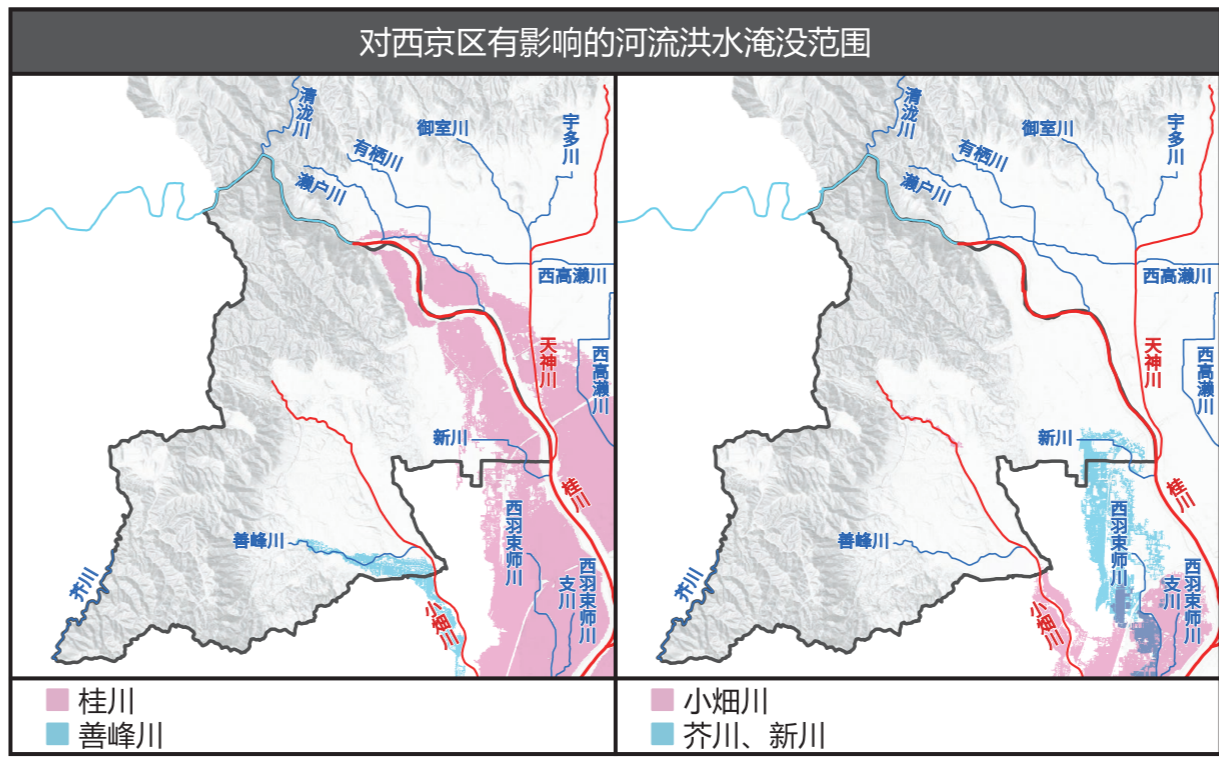 对西京区有影响的河流洪水淹没范围
清泷川
御室川
宇多川
有栖川
濑户川
西高濑川
天神川
西高濑川
新川
桂川
西羽束师川
善峰川
西羽束师川
支川
芥川
小畑川
桂川
善峰川
清泷川
御室川
宇多川
有栖川
濑户川
西高濑川
天神川
西高濑川
新川
桂川
西羽束师川
善峰川
西羽束师川
支川
芥川
小畑川
小畑川
芥川、新川